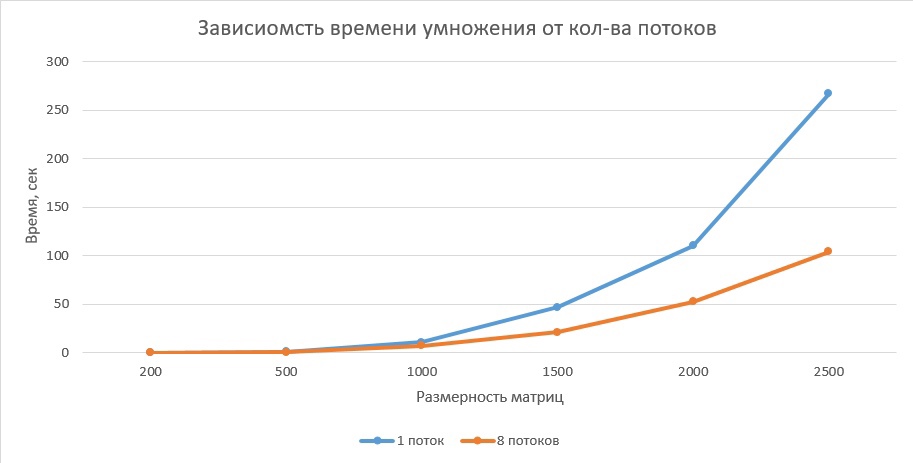 Зависиомсть времени умножения от кол-ва потоков
300
250
200
150
100
50
0
Время, сек
200 500 1000 1500 2000 2500
Размерность матриц
1 поток 8 потоков